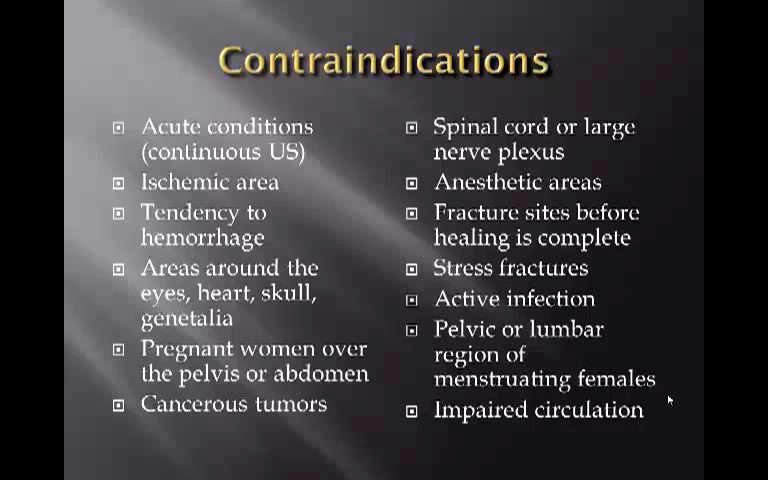 Contraindications
Acute conditions
(continuous US)
Ischemic area
Tendency to
hemorrhage
Areas around the
eyes, heart, skull,
genetalia
Pregnant women over
the pelvis or abdomen
Cancerous tumors
Spinal cord or large
nerve plexus
Anesthetic areas
Fracture sites before
healing is complete
Stress fractures
Active infection
Pelvic or lumbar
region of
menstruating females
Impaired circulation